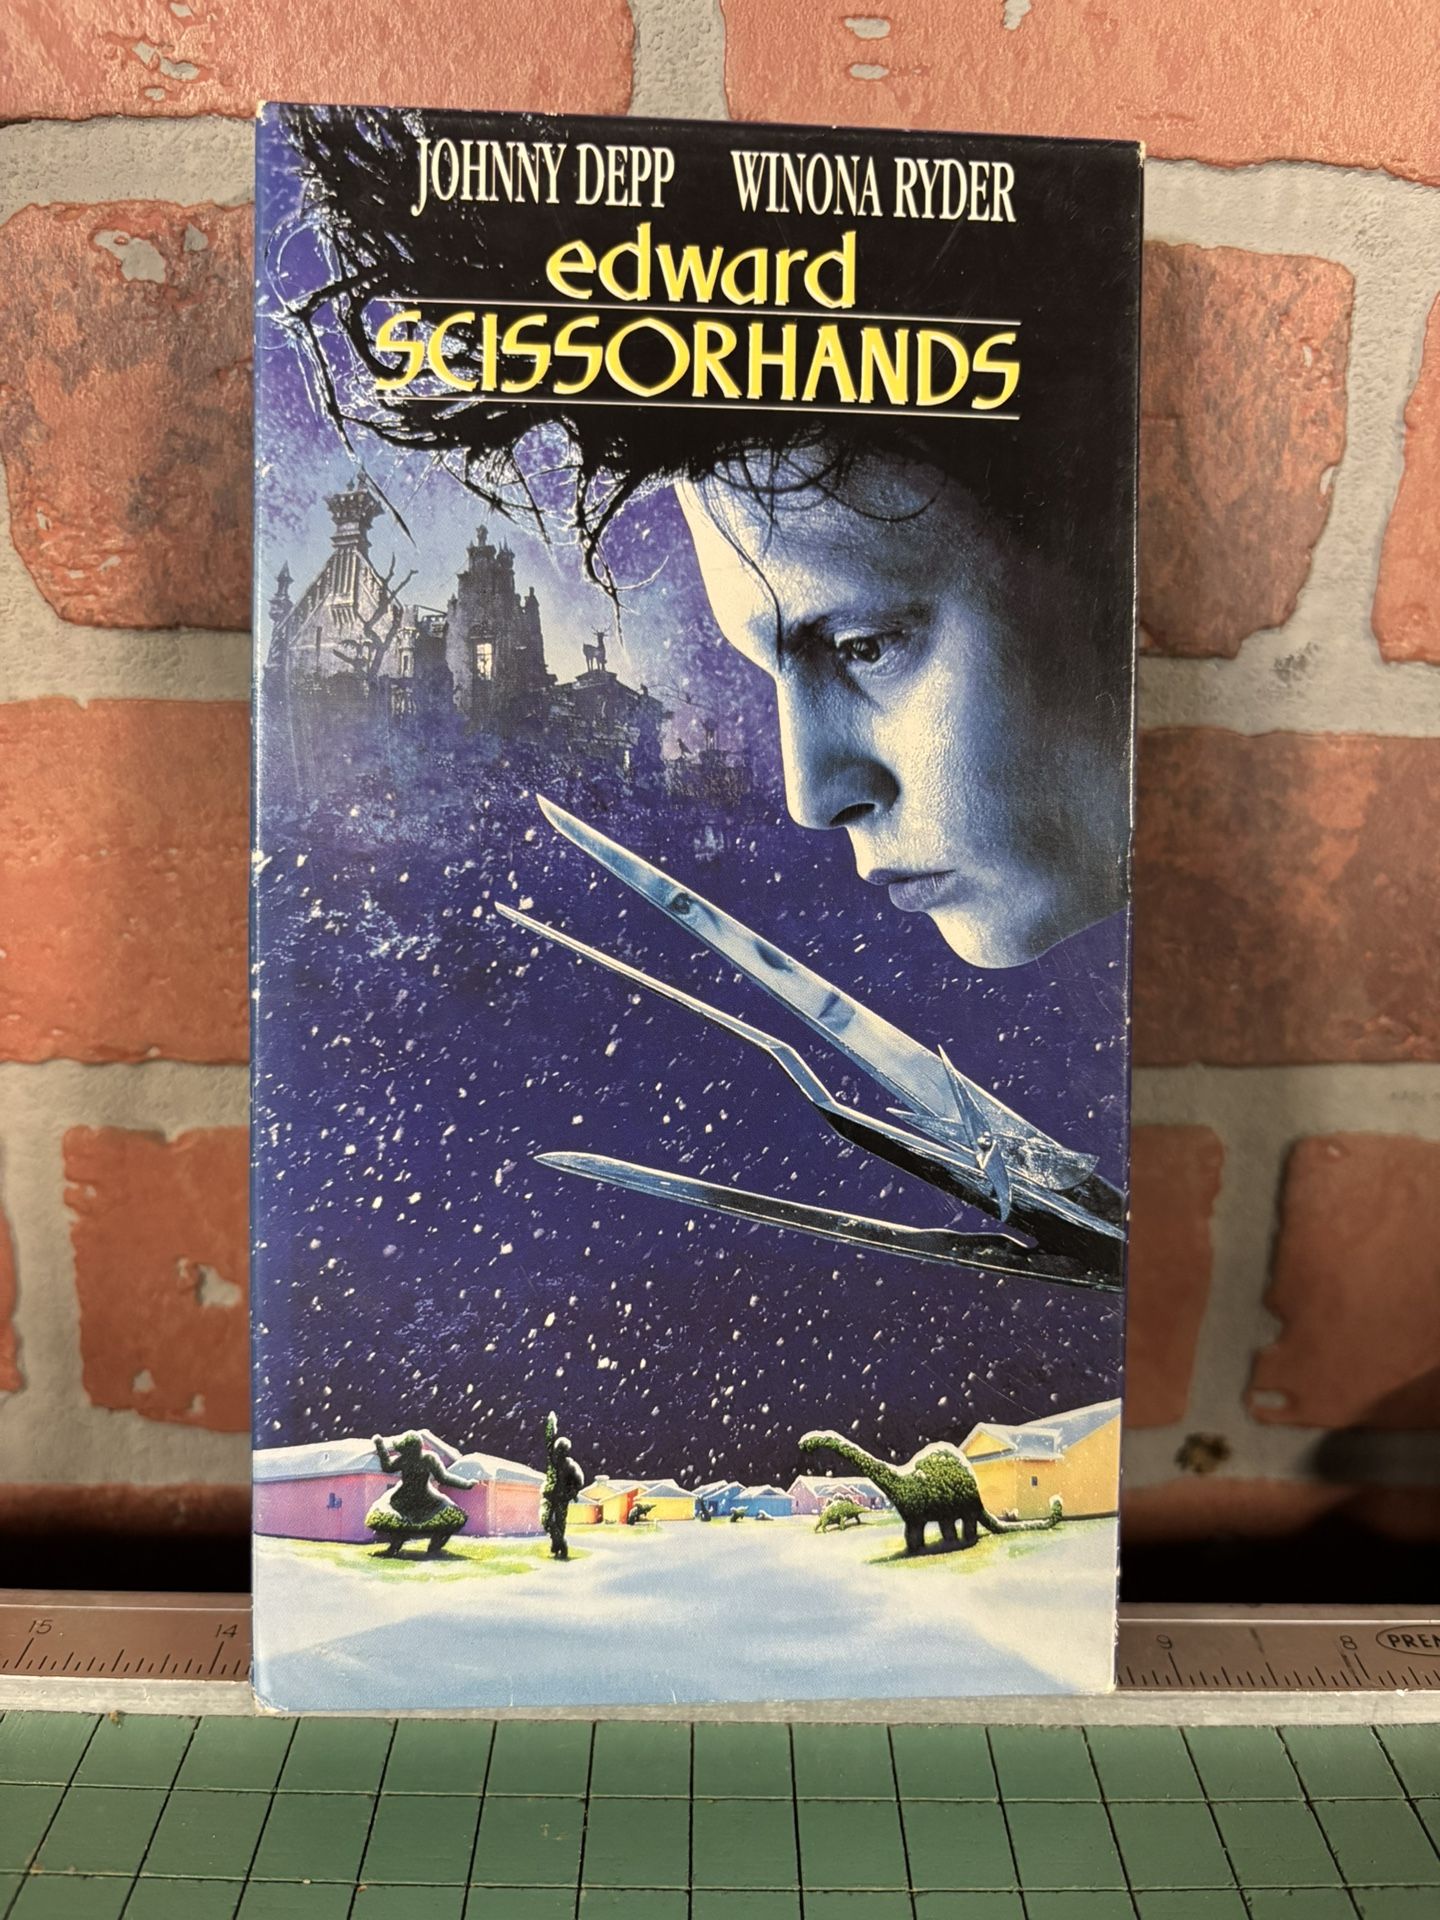 JOHNNY DEPP WINONA RYDER
edward
SCISSORHANDS
15 14 9 8